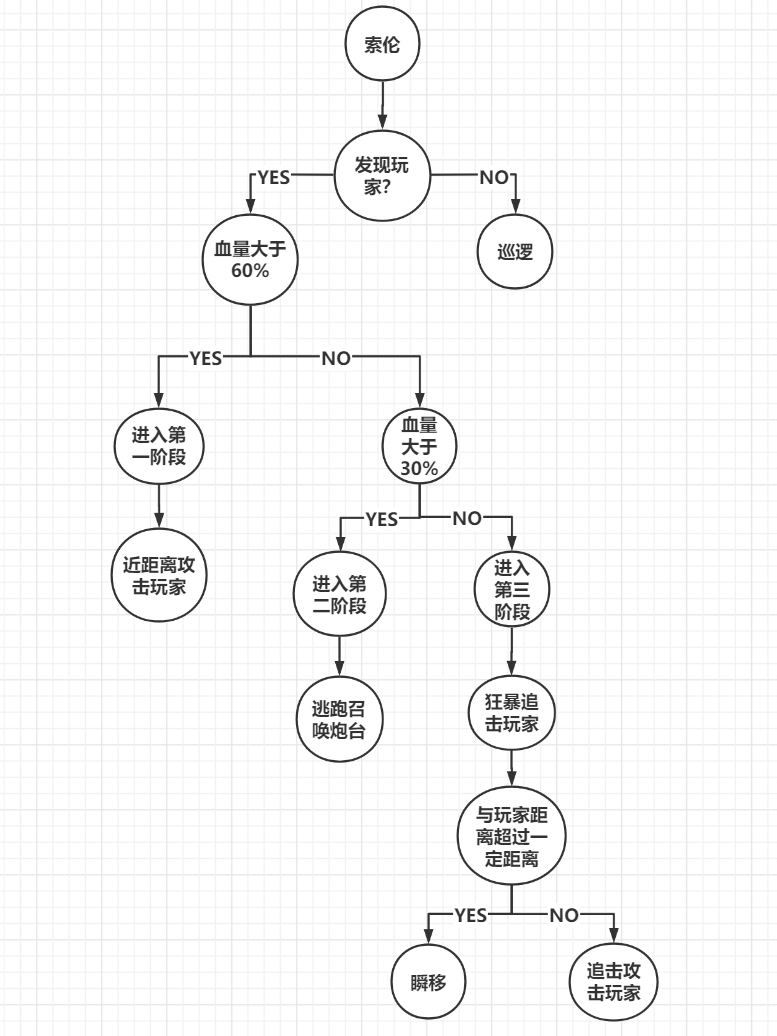 索伦
发现玩
家?
YES
NO
血量大于
60%
巡逻
YES
NO
进入第
一阶段
血量
大于
30%
近距离攻
击玩家
YES
NO
进入第
二阶段
进入
第三
阶段
逃跑召
唤炮台
狂暴追
击玩家
与玩家距
离超过一
定距离
YES
NO
瞬移
追击攻
击玩家